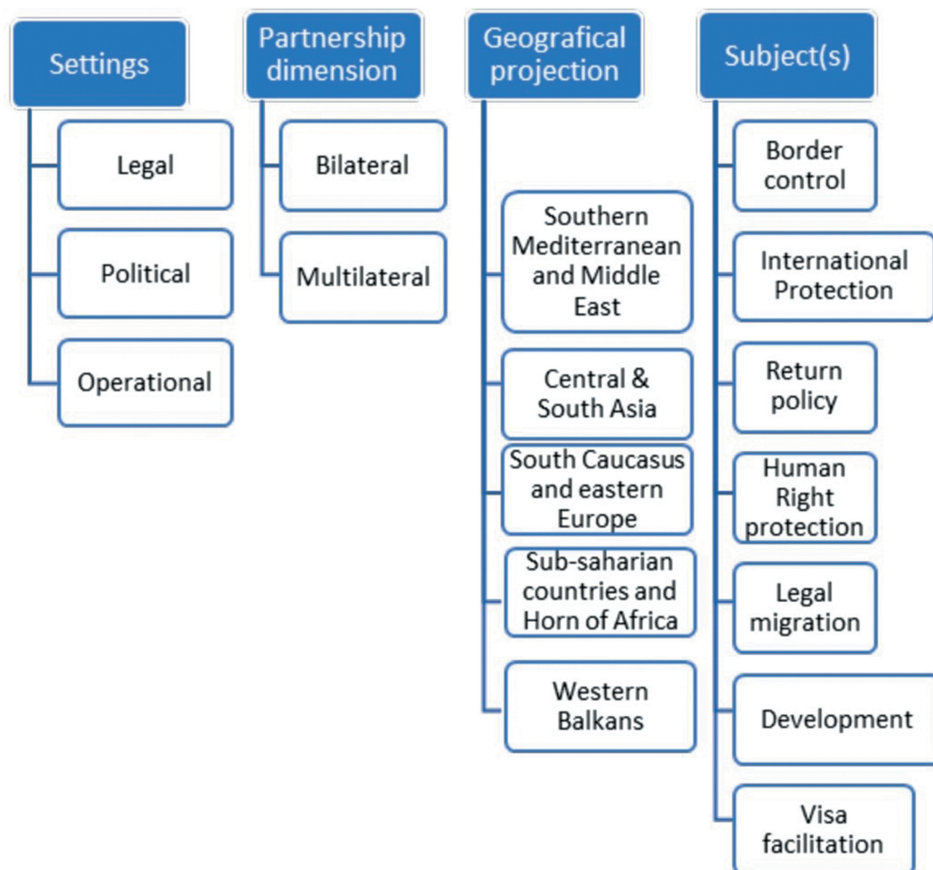 Settings
Legal
Political
Operational
Partnership
dimension
Bilateral
Multilateral
Geografical
projection
Southern
Mediterranean
and Middle
East
Central &
South Asia
South Caucasus
and eastern
Europe
Sub-saharian
countries and
Horn of Africa
Western
Balkans
Subject(s)
Border
control
International
Protection
Return
policy
Human
Right
protection
Legal
migration
Development
Visa
facilitation